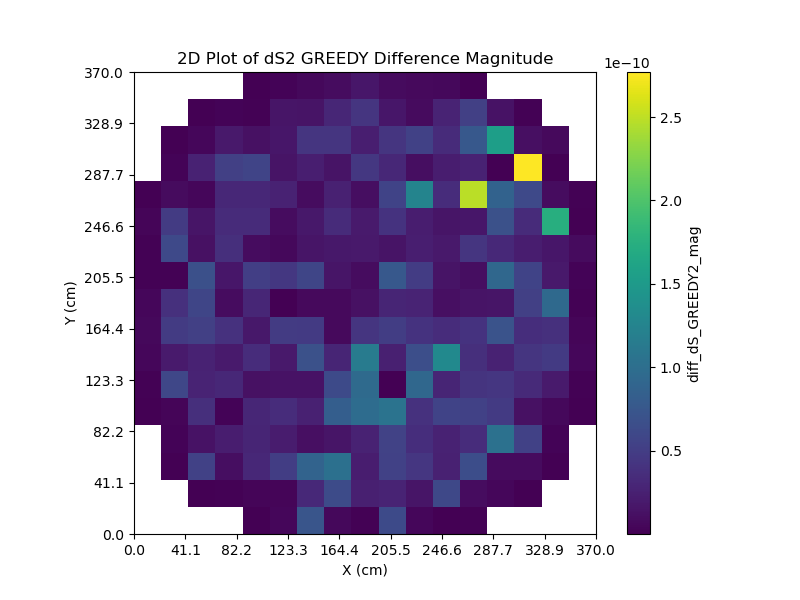 2D Plot of dS2 GREEDY Difference Magnitude
1e−10
370.0
328.9
287.7
246.6
205.5
164.4
123.3
82.2
41.1
0.0
Y (cm)
0.0 41.1 82.2 123.3 164.4 205.5 246.6 287.7 328.9 370.0
X (cm)
2.5
2.0
1.5
1.0
0.5
diff_dS_GREEDY2_mag